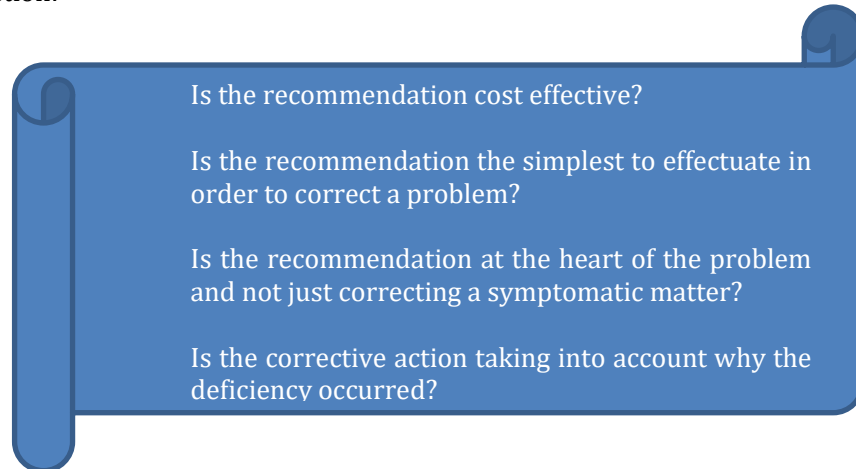 Is the recommendation cost effective?
Is the recommendation the simplest to effectuate in
order to correct a problem?
Is the recommendation at the heart of the problem
and not just correcting a symptomatic matter?
Is the corrective action taking into account why the
deficiency occurred?